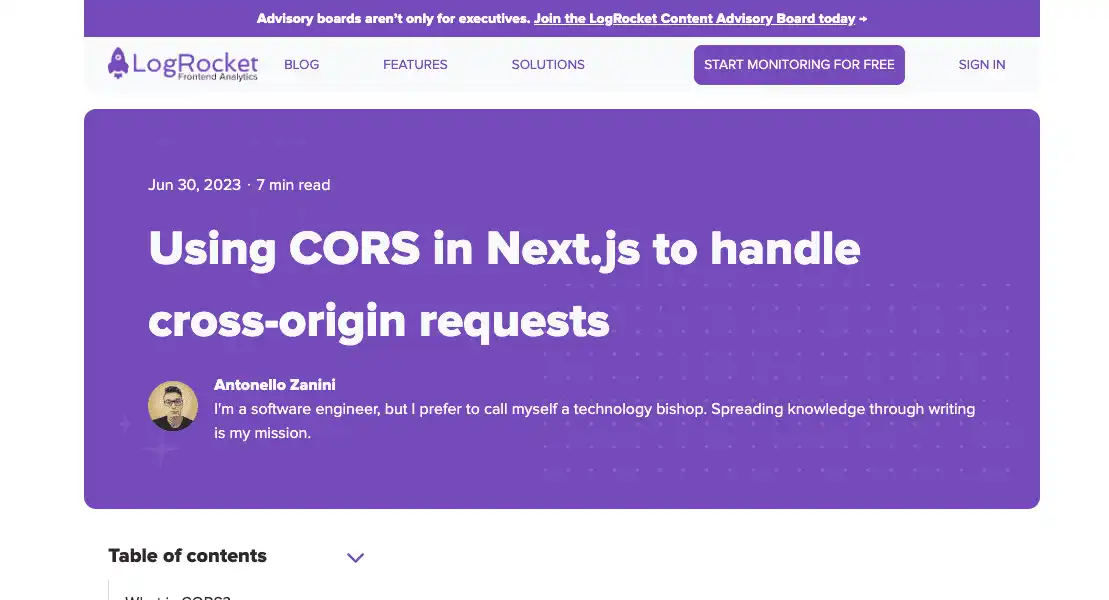 Advisory boards aren’t only for executives. Join the LogRocket Content Advisory Board today →
LogRocket
Frontend Analytics
BLOG
FEATURES
SOLUTIONS
START MONITORING FOR FREE
SIGN IN
Jun 30, 2023 · 7 min read
Using CORS in Next.js to handle
cross-origin requests
Antonello Zanini
I'm a software engineer, but I prefer to call myself a technology bishop. Spreading knowledge through writing
is my mission.
Table of contents
What is CORS?